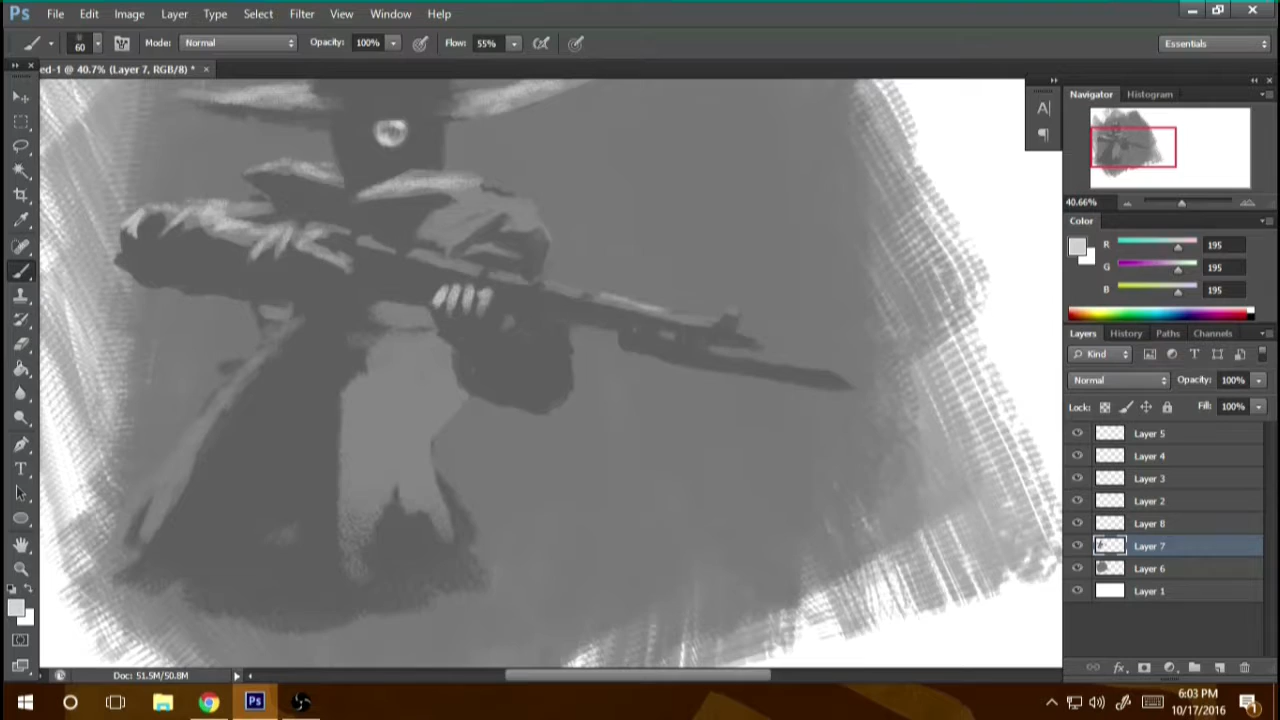 Ps File Edit Image Layer Type Select Filter View Window Help
60 Mode: Normal Opacity: 100% Flow: 55% Essentials
ed-1 @ 40.7% (Layer 7, RGB/8) *
Navigator Histogram
40.66%
Color
R 195
G 195
B 195
Layers History Paths Channels
Kind
Normal Opacity: 100%
Lock: Fill: 100%
Layer 5
Layer 4
Layer 3
Layer 2
Layer 8
Layer 7
Layer 6
Layer 1
Doc: 51.5M/50.8M
fx
Ps
6:03 PM
10/17/2016
1